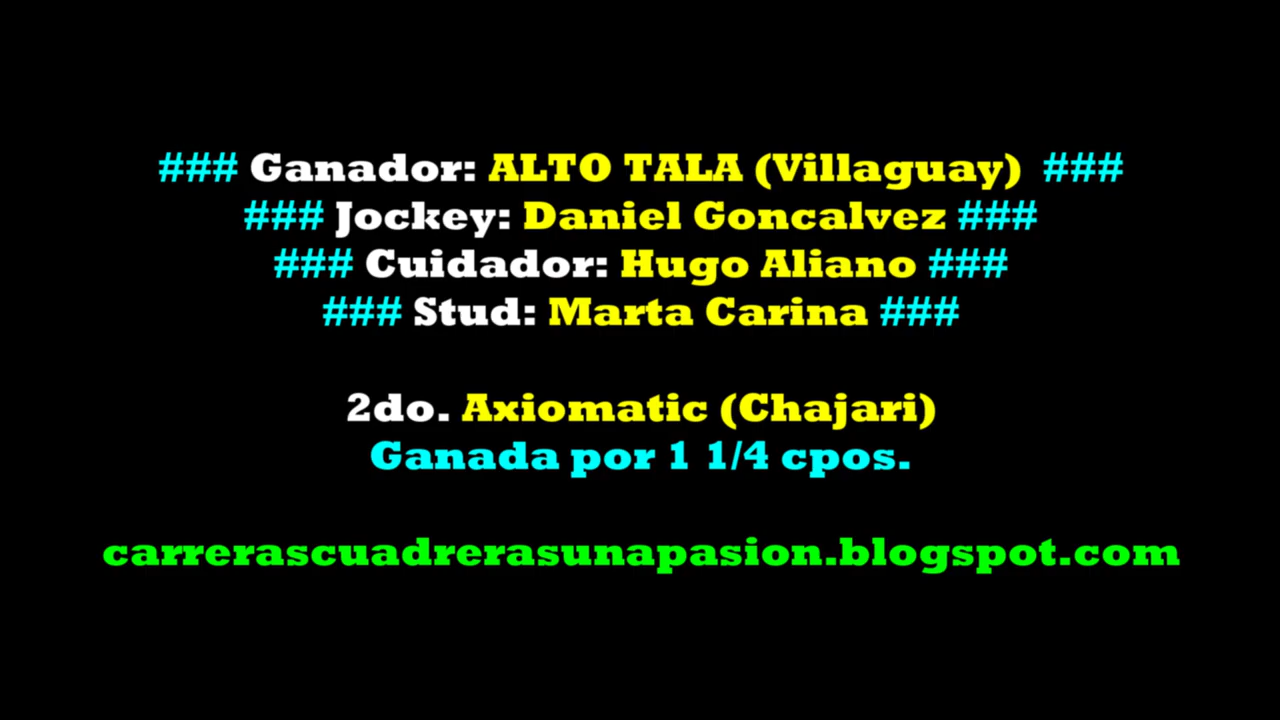 ### Ganador: ALTO TALA (Villaguay) ###
### Jockey: Daniel Goncalvez ###
### Cuidador: Hugo Aliano ###
### Stud: Marta Carina ###
2do. Axiomatic (Chajari)
Ganada por 1 1/4 cpos.
carrerascuadrerasunapasion.blogspot.com